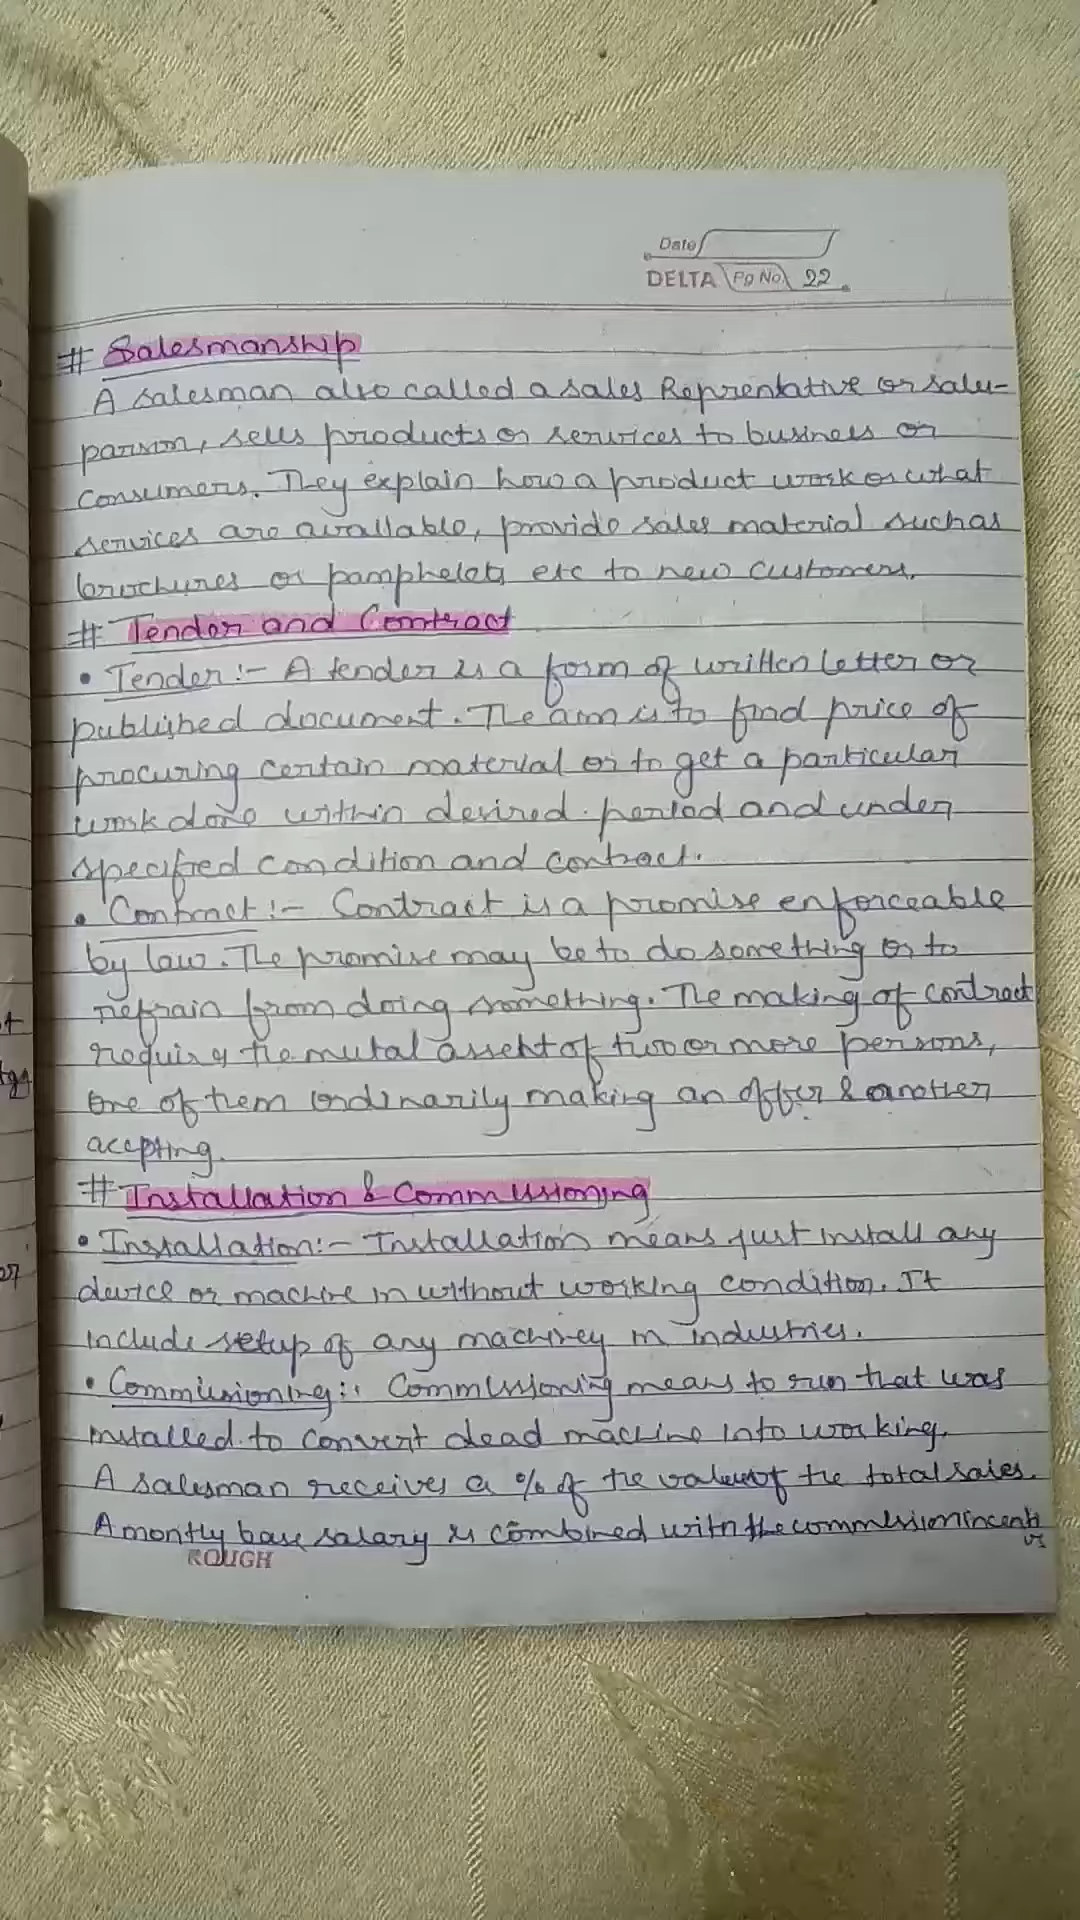 Date
DELTA Pg No. 22
# Salesmanship
A salesman also called a sales Reprentative or sales-
parson, sells products or services to business or
consumers. They explain how a product work or what
services are available, provide sales material such as
brochures or pamphelets etc to new customers.
# Tender and Contract
• Tender :- A tender is a form of written letter or
published document. The aim is to find price of
procuring certain material or to get a particular
work done within desired period and under
specified condition and contract.
• Contract :- Contract is a promise enforceable
by law. The promise may be to do something or to
refrain from doing something. The making of contract
requires the mutal assent of two or more persons,
one of them ordinarily making an offer & another
accpting.
# Installation & Commissioning
• Installation:- Installation means just install any
device or machine in without working condition. It
include setup of any machirey in industries.
• Commissioning :- Commissioning means to run that was
installed to convert dead machine into working.
A salesman receives a % of the value of the total sales.
A montly base salary is combined with the commission incenti
ves
ROUGH